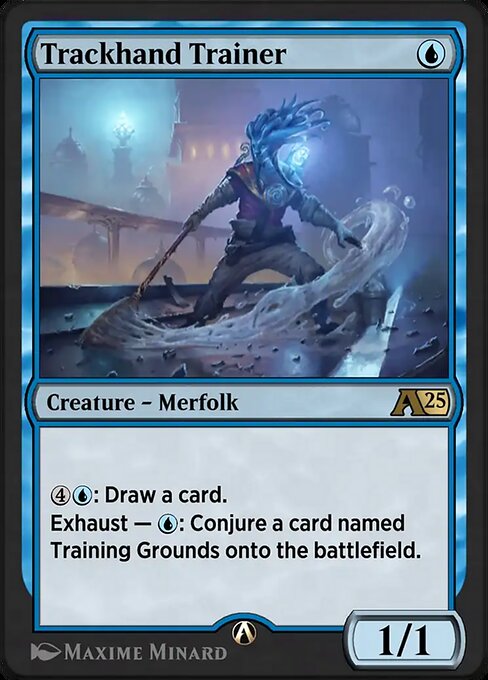 Trackhand Trainer
Creature – Merfolk
A25
4: Draw a card.
Exhaust — : Conjure a card named
Training Grounds onto the battlefield.
1/1
MAXIME MINARD